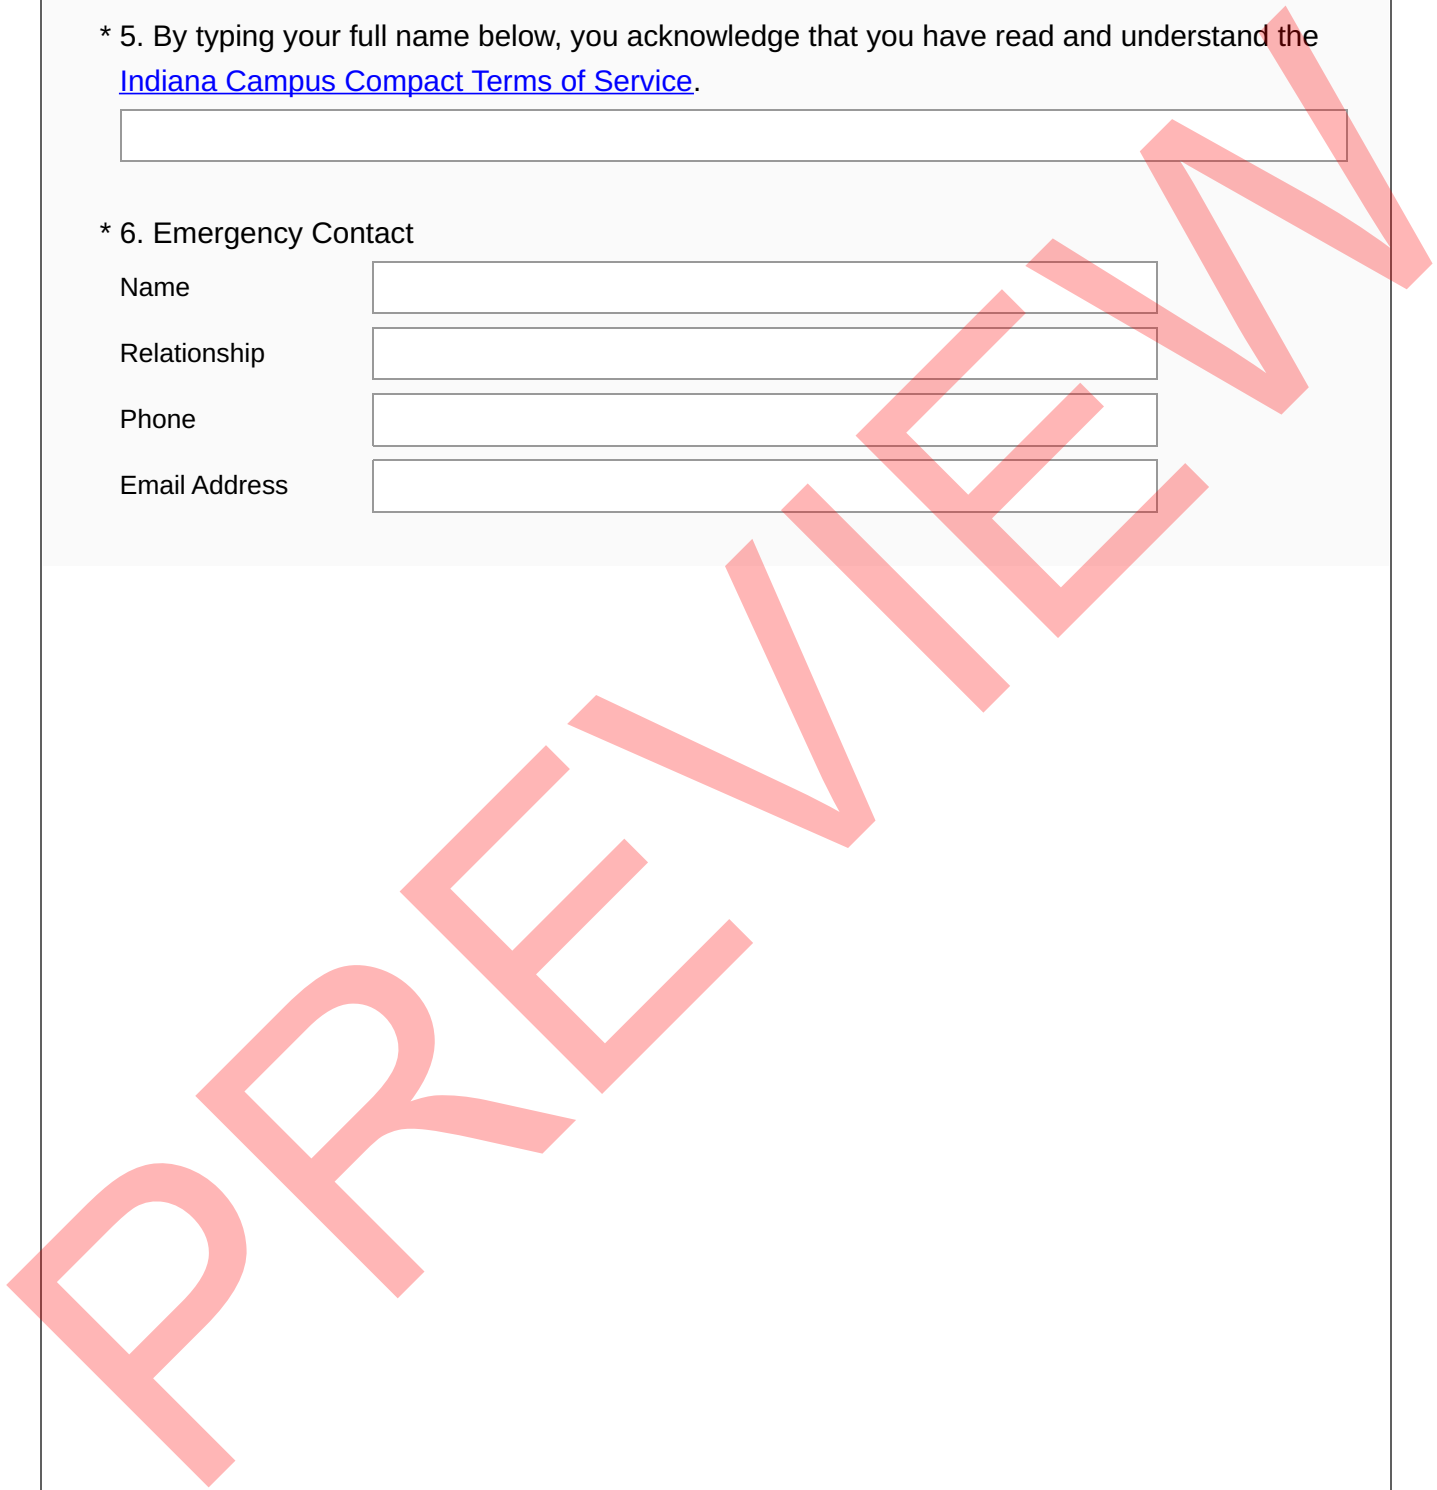 * 5. By typing your full name below, you acknowledge that you have read and understand the
Indiana Campus Compact Terms of Service.
* 6. Emergency Contact
Name
Relationship
Phone
Email Address
PREVIEW